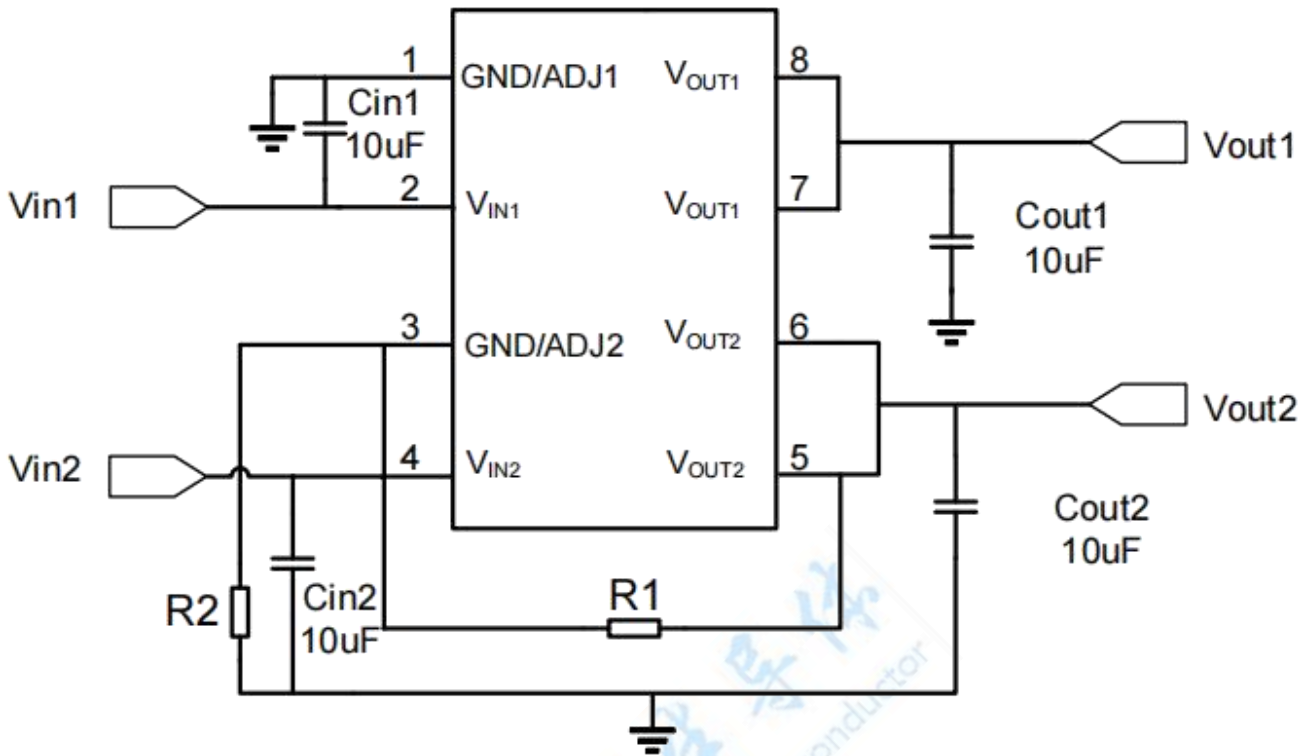 1
GND/ADJ1
VOUT1
8
Cin1
10uF
Vin1
2
VIN1
VOUT1
7
Vout1
Cout1
10uF
3
GND/ADJ2
VOUT2
6
Vin2
4
VIN2
VOUT2
5
Vout2
Cout2
10uF
R2
Cin2
10uF
R1